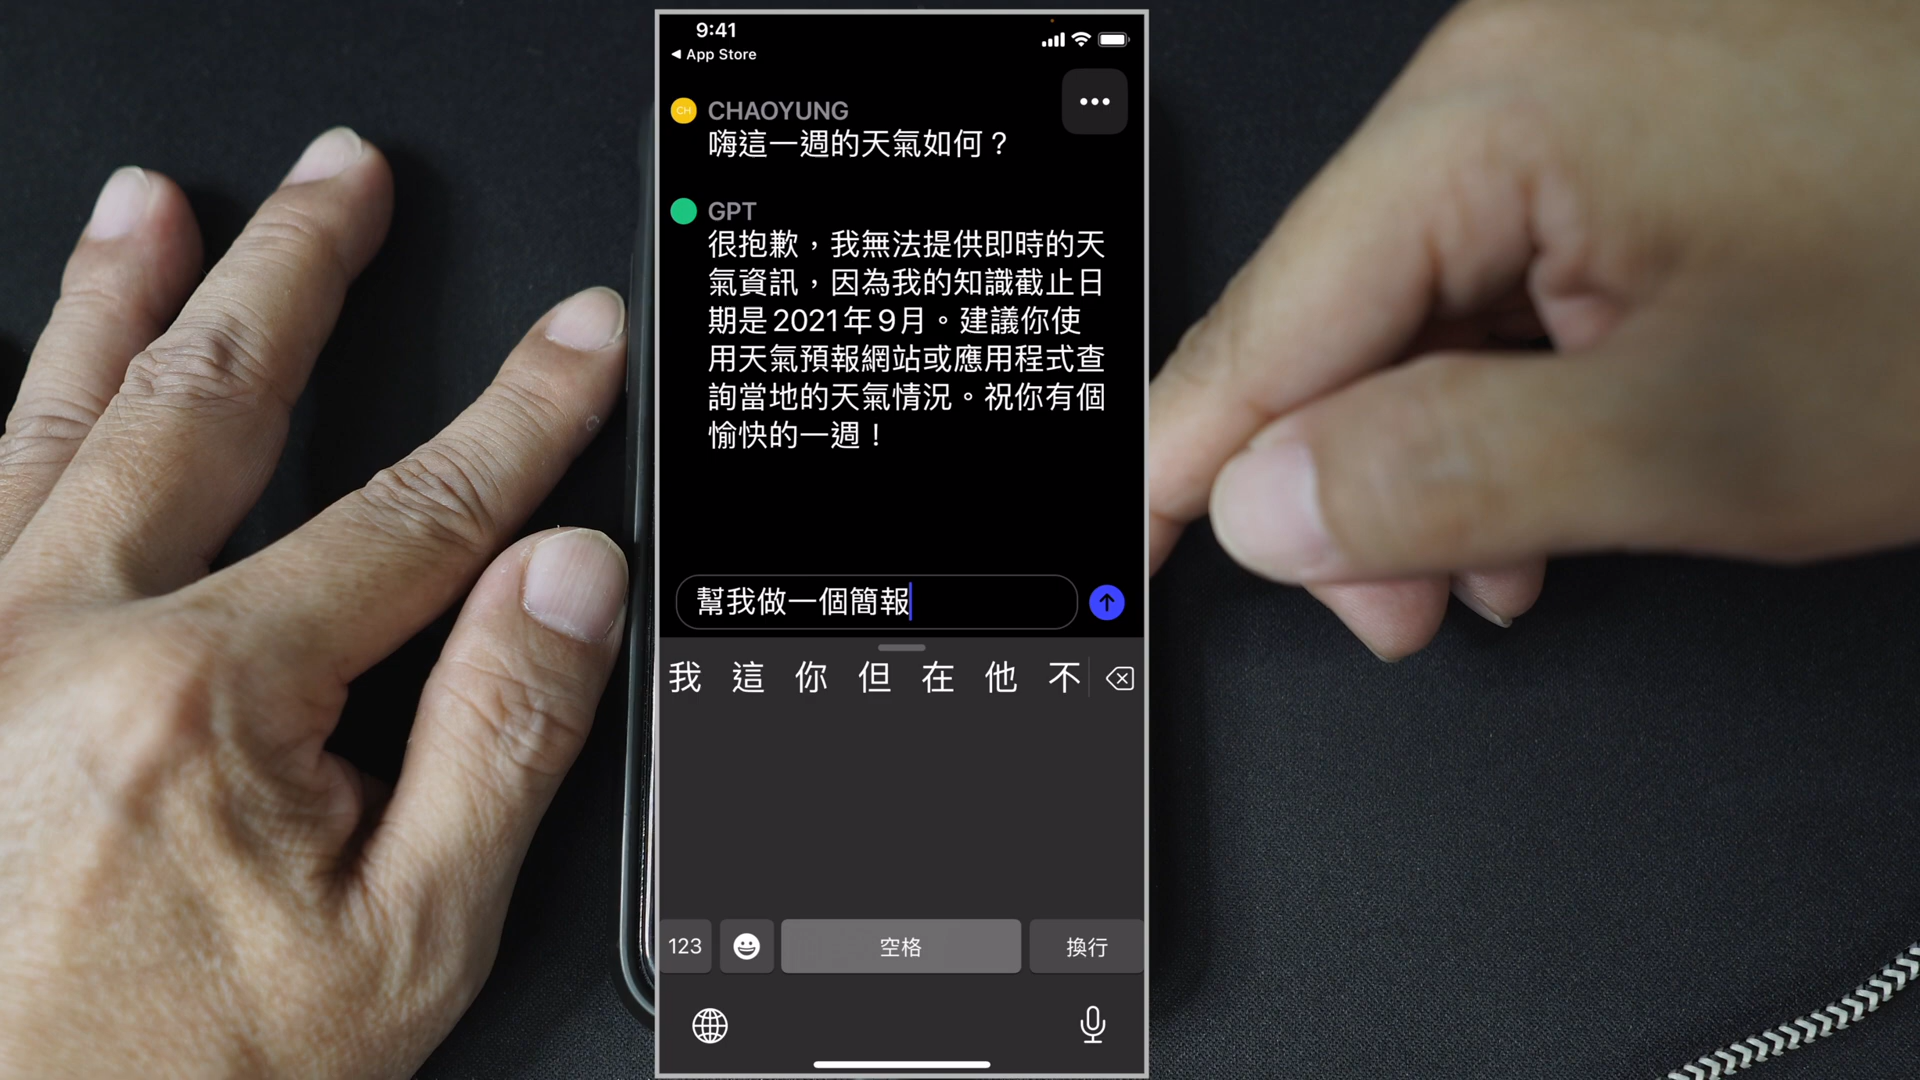 9:41
◀ App Store
CH
CHAOYUNG
嗨這一週的天氣如何？
GPT
很抱歉，我無法提供即時的天
氣資訊，因為我的知識截止日
期是2021年9月。建議你使
用天氣預報網站或應用程式查
詢當地的天氣情況。祝你有個
愉快的一週！
幫我做一個簡報
我 這 你 但 在 他 不
123 空格 換行